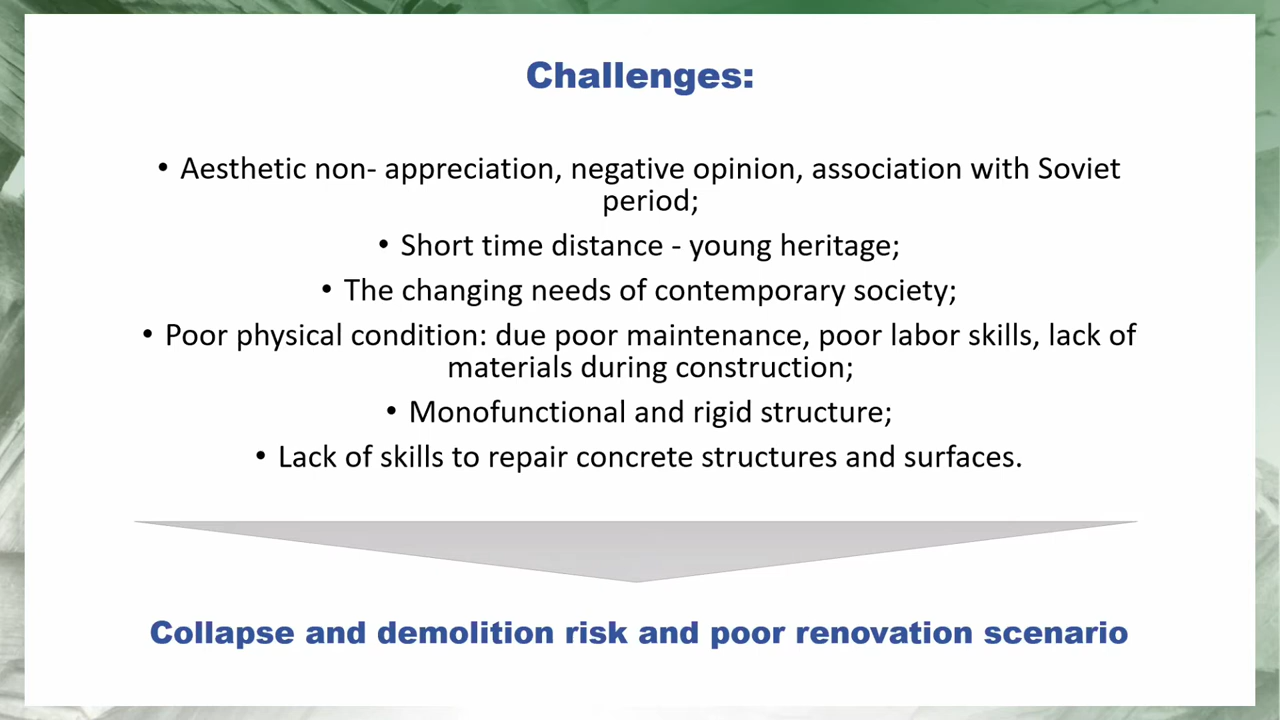 Challenges:
• Aesthetic non- appreciation, negative opinion, association with Soviet
period;
• Short time distance - young heritage;
• The changing needs of contemporary society;
• Poor physical condition: due poor maintenance, poor labor skills, lack of
materials during construction;
• Monofunctional and rigid structure;
• Lack of skills to repair concrete structures and surfaces.
Collapse and demolition risk and poor renovation scenario